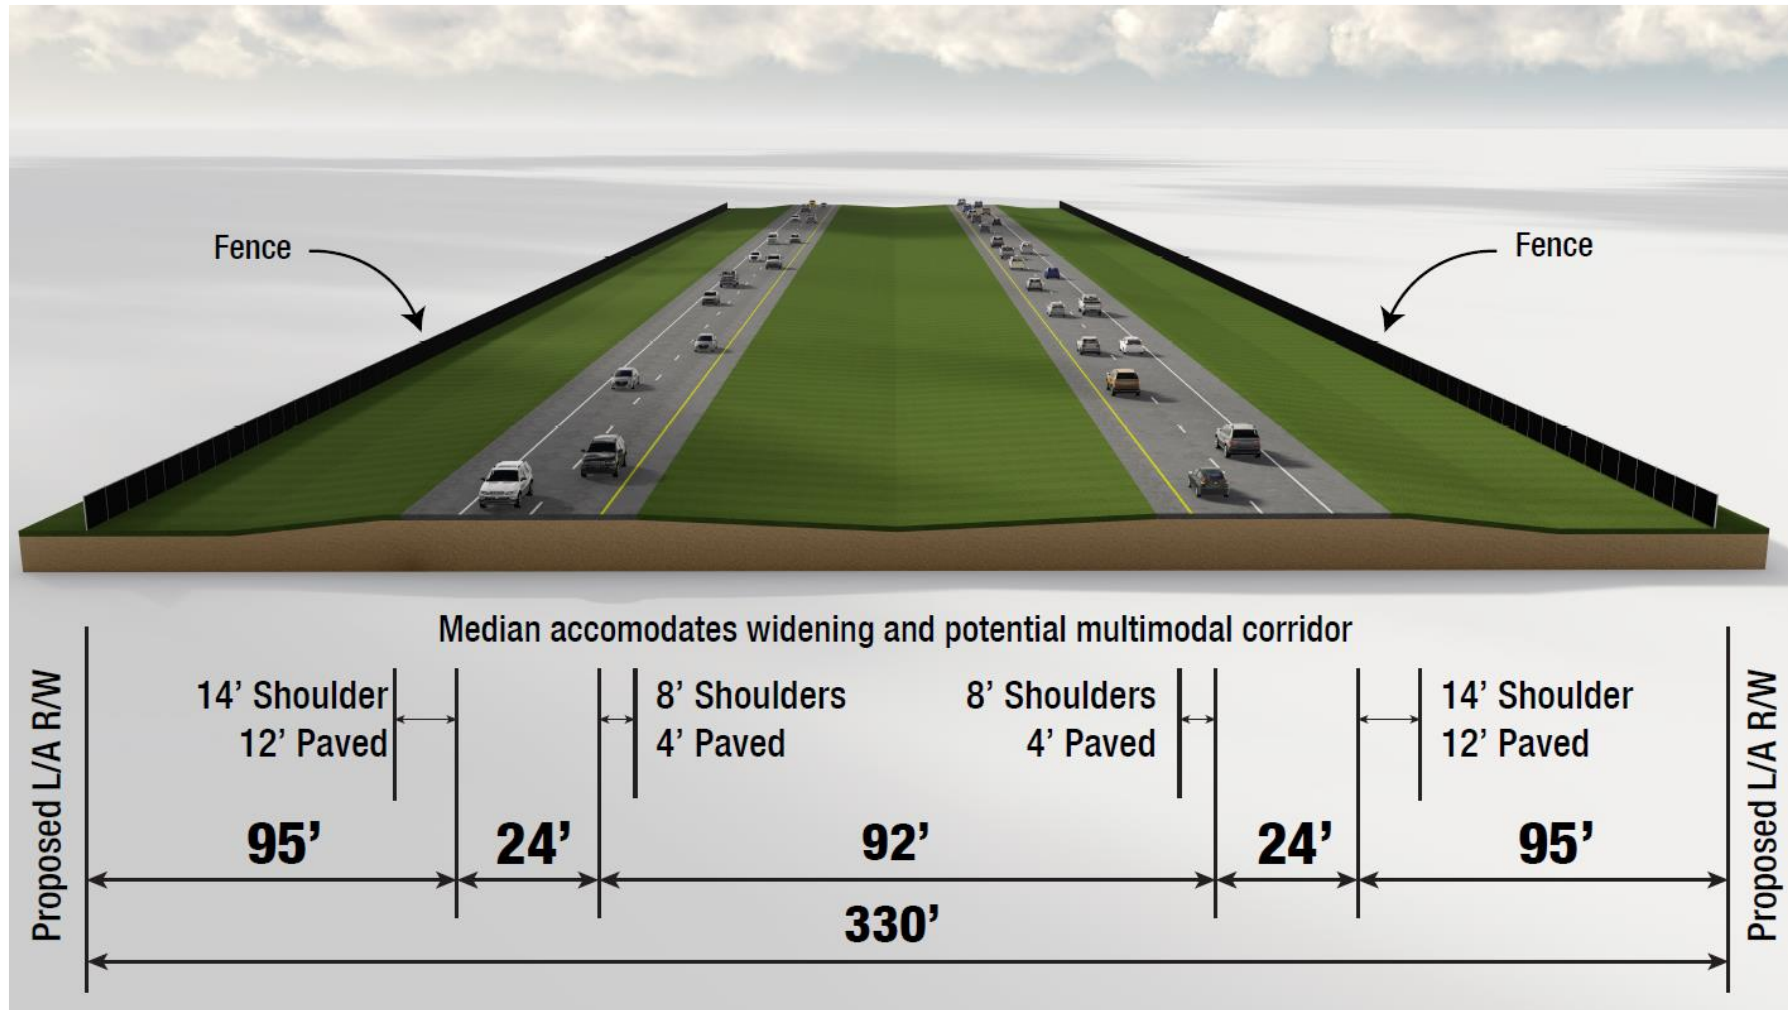 Fence
Fence
Median accomodates widening and potential multimodal corridor
Proposed L/A R/W
14’ Shoulder
12’ Paved
8’ Shoulders
4’ Paved
8’ Shoulders
4’ Paved
14’ Shoulder
12’ Paved
Proposed L/A R/W
95’
24’
92’
24’
95’
330’